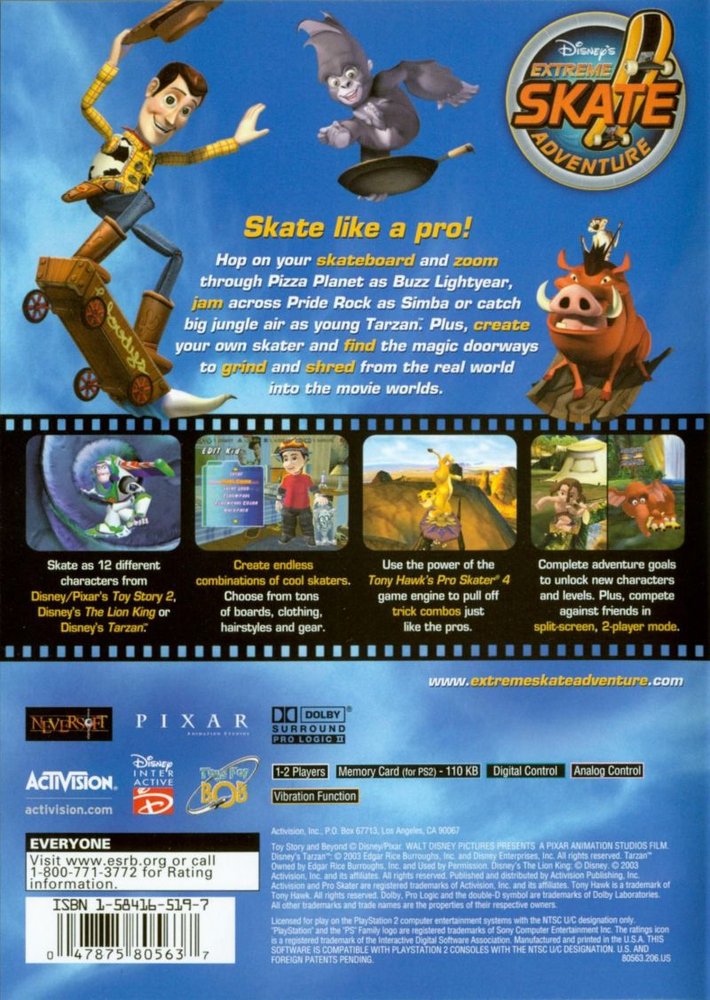 Disney's
EXTREME
SKATE
ADVENTURE
Woody's
Skate like a pro!
Hop on your skateboard and zoom
through Pizza Planet as Buzz Lightyear,
jam across Pride Rock as Simba or catch
big jungle air as young Tarzan.™ Plus, create
your own skater and find the magic doorways
to grind and shred from the real world
into the movie worlds.
EDIT Kid
Skate as 12 different
characters from
Disney/Pixar's Toy Story 2,
Disney's The Lion King or
Disney's Tarzan.™
Create endless
combinations of cool skaters.
Choose from tons
of boards, clothing,
hairstyles and gear.
Use the power of the
Tony Hawk's Pro Skater® 4
game engine to pull off
trick combos just
like the pros.
Complete adventure goals
to unlock new characters
and levels. Plus, compete
against friends in
split-screen, 2-player mode.
www.extremeskateadventure.com
NEVERSOFT
PIXAR
ANIMATION STUDIOS
DOLBY®
SURROUND
PRO LOGIC II
ACTIVISION.
activision.com
Disney
INTER
ACTIVE
Toys For
BOB
1-2 Players
Memory Card (for PS2) - 110 KB
Digital Control
Analog Control
Vibration Function
EVERYONE
Visit www.esrb.org or call
1-800-771-3772 for Rating
information.
ISBN 1-58416-519-7
0 47875 80563 7
Activision, Inc., P.O. Box 67713, Los Angeles, CA 90067
Toy Story and Beyond © Disney/Pixar. WALT DISNEY PICTURES PRESENTS A PIXAR ANIMATION STUDIOS FILM.
Disney's Tarzan™: © 2003 Edgar Rice Burroughs, Inc. and Disney Enterprises, Inc. All rights reserved. Tarzan™
Owned by Edgar Rice Burroughs, Inc. and Used by Permission. Disney's The Lion King: © Disney; © 2003
Activision, Inc. and its affiliates. All rights reserved. Published and distributed by Activision Publishing, Inc.
Activision and Pro Skater are registered trademarks of Activision, Inc. and its affiliates. Tony Hawk is a trademark of
Tony Hawk. All rights reserved. Dolby, Pro Logic and the double-D symbol are trademarks of Dolby Laboratories.
All other trademarks and trade names are the properties of their respective owners.
Licensed for play on the PlayStation 2 computer entertainment systems with the NTSC U/C designation only.
"PlayStation" and the "PS" Family logo are registered trademarks of Sony Computer Entertainment Inc. The ratings icon
is a registered trademark of the Interactive Digital Software Association. Manufactured and printed in the U.S.A. THIS
SOFTWARE IS COMPATIBLE WITH PLAYSTATION 2 CONSOLES WITH THE NTSC U/C DESIGNATION. U.S. AND
FOREIGN PATENTS PENDING.
80563.206.US